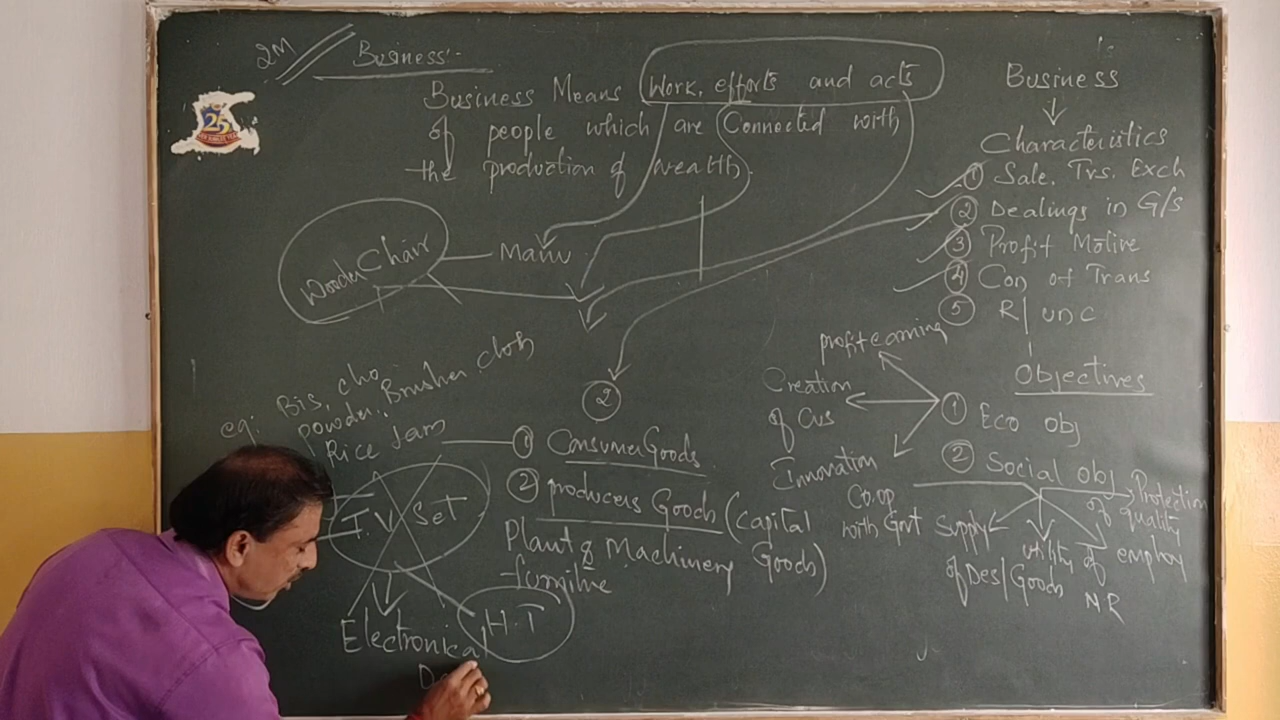 2M
Business:-
Business Means Work, efforts and acts
of people which are Connected with
the production of wealth.
Wooden Chair
Manu
eg: Bis, cho
powder, Brushes, cloth
Rice Jam
T.V Set
Electronical
H.T
2
1 Consumer Goods
2 producers Goods (Capital
Plant & Machinery Goods)
furniture
Business
Characteristics
1 Sale. Trs. Exch
2 Dealings in G/s
3 Profit Motive
4 Con of Trans
5 R/unc
Objectives
1 Eco obj
profit earning
Creation
of Cus
Innovation
2 Social obj
Co.op
with Govt
Supply
of Des/Goods
utility of
N R
employ
Protection
of quality
25